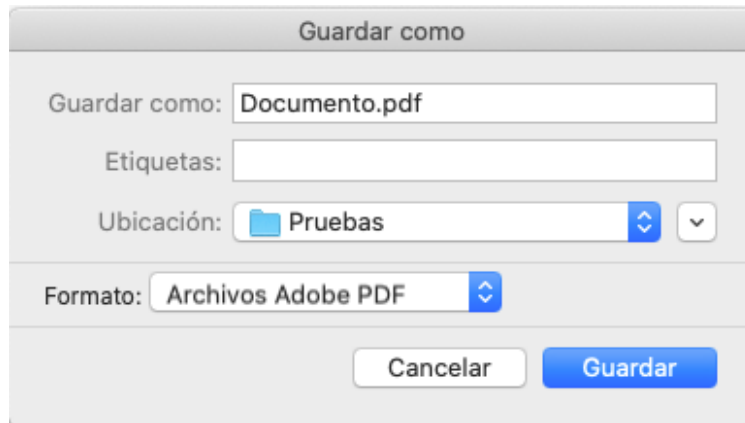 Guardar como
Guardar como: Documento.pdf
Etiquetas:
Ubicación: Pruebas
Formato: Archivos Adobe PDF
Cancelar Guardar